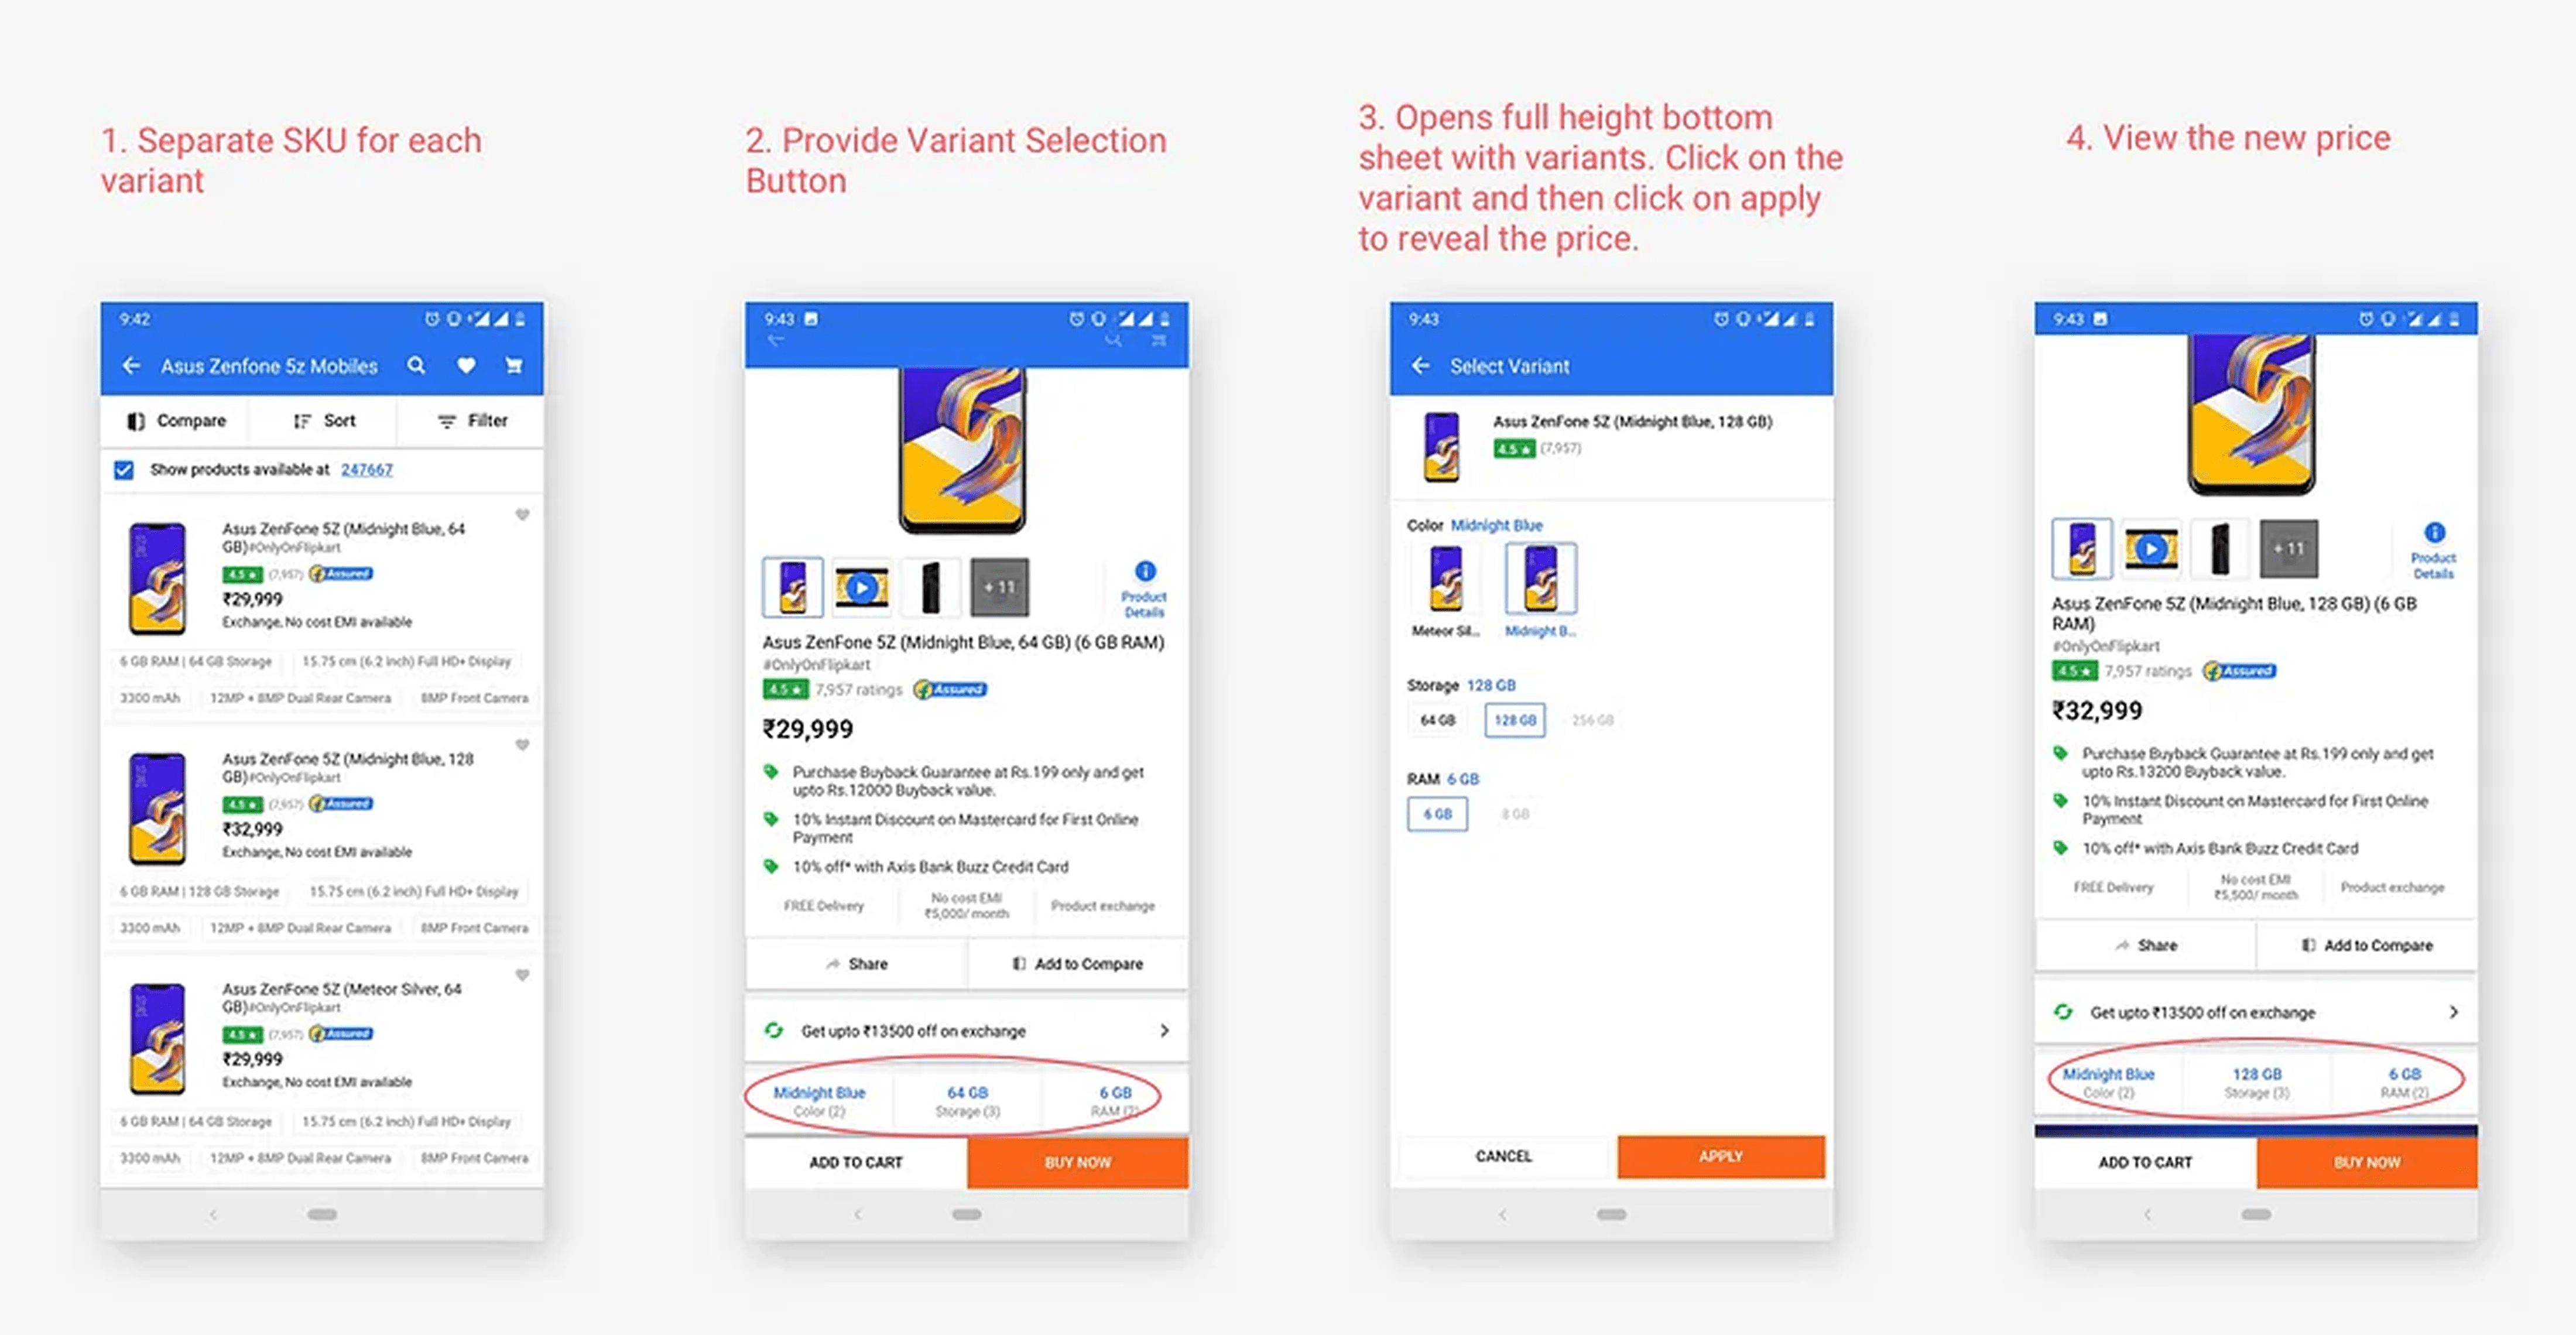 1. Separate SKU for each
variant
2. Provide Variant Selection
Button
3. Opens full height bottom
sheet with variants. Click on the
variant and then click on apply
to reveal the price.
4. View the new price
9:42
Asus Zenfone 5z Mobiles
Compare
Sort
Filter
Show products available at 247667
Asus ZenFone 5Z (Midnight Blue, 64
GB)#OnlyOnFlipkart
4.5 ★ (7,957) Assured
₹29,999
Exchange, No cost EMI available
6 GB RAM | 64 GB Storage
15.75 cm (6.2 inch) Full HD+ Display
3300 mAh
12MP + 8MP Dual Rear Camera
8MP Front Camera
Asus ZenFone 5Z (Midnight Blue, 128
GB)#OnlyOnFlipkart
4.5 ★ (7,957) Assured
₹32,999
Exchange, No cost EMI available
6 GB RAM | 128 GB Storage
15.75 cm (6.2 inch) Full HD+ Display
3300 mAh
12MP + 8MP Dual Rear Camera
8MP Front Camera
Asus ZenFone 5Z (Meteor Silver, 64
GB)#OnlyOnFlipkart
4.5 ★ (7,957) Assured
₹29,999
Exchange, No cost EMI available
6 GB RAM | 64 GB Storage
15.75 cm (6.2 inch) Full HD+ Display
3300 mAh
12MP + 8MP Dual Rear Camera
8MP Front Camera
9:43
+ 11
Product
Details
Asus ZenFone 5Z (Midnight Blue, 64 GB) (6 GB RAM)
#OnlyOnFlipkart
4.5 ★ 7,957 ratings Assured
₹29,999
Purchase Buyback Guarantee at Rs.199 only and get
upto Rs.12000 Buyback value.
10% Instant Discount on Mastercard for First Online
Payment
10% off* with Axis Bank Buzz Credit Card
FREE Delivery
No cost EMI
₹5,000/ month
Product exchange
Share
Add to Compare
Get upto ₹13500 off on exchange
Midnight Blue
Color (2)
64 GB
Storage (3)
6 GB
RAM (2)
ADD TO CART
BUY NOW
9:43
Select Variant
Asus ZenFone 5Z (Midnight Blue, 128 GB)
4.5 ★ (7,957)
Color Midnight Blue
Meteor Sil...
Midnight B...
Storage 128 GB
64 GB
128 GB
256 GB
RAM 6 GB
6 GB
8 GB
CANCEL
APPLY
9:43
+ 11
Product
Details
Asus ZenFone 5Z (Midnight Blue, 128 GB) (6 GB
RAM)
#OnlyOnFlipkart
4.5 ★ 7,957 ratings Assured
₹32,999
Purchase Buyback Guarantee at Rs.199 only and get
upto Rs.13200 Buyback value.
10% Instant Discount on Mastercard for First Online
Payment
10% off* with Axis Bank Buzz Credit Card
FREE Delivery
No cost EMI
₹5,500/ month
Product exchange
Share
Add to Compare
Get upto ₹13500 off on exchange
Midnight Blue
Color (2)
128 GB
Storage (3)
6 GB
RAM (2)
ADD TO CART
BUY NOW